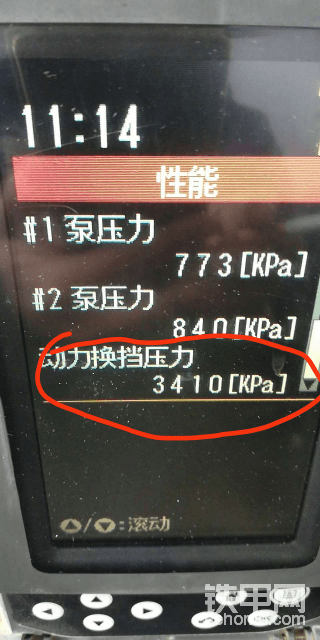 11:14
性能
#1 泵压力
773[KPa]
#2 泵压力
840[KPa]
动力换挡压力
3410[KPa]
▲/▼:滚动
铁甲网